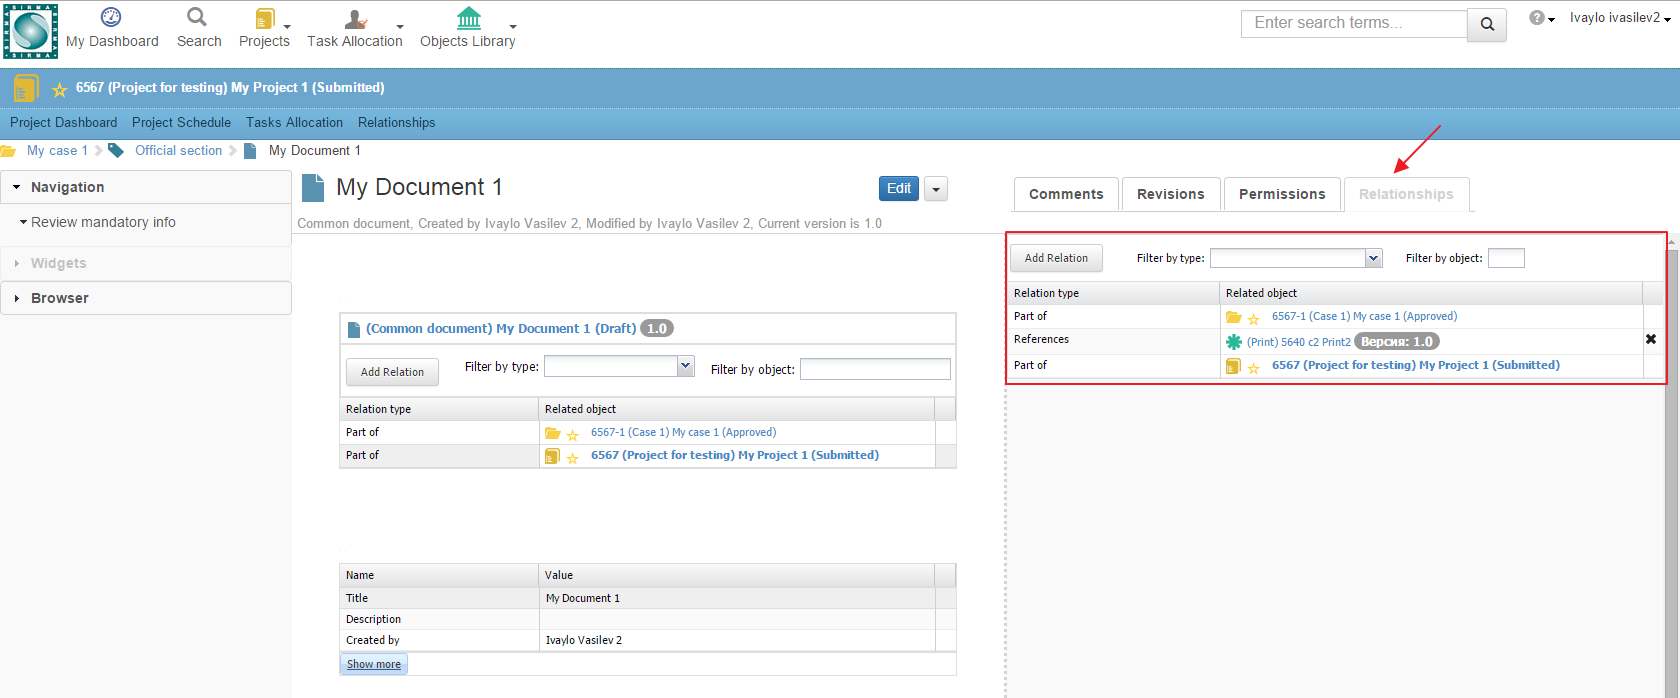 My Dashboard
Search
Projects
Task Allocation
Objects Library
Enter search terms...
?
Ivaylo ivasilev2
SIRMA
6567 (Project for testing) My Project 1 (Submitted)
Project Dashboard Project Schedule Tasks Allocation Relationships
My case 1 Official section My Document 1
Navigation
Review mandatory info
Widgets
Browser
My Document 1
Edit
Common document, Created by Ivaylo Vasilev 2, Modified by Ivaylo Vasilev 2, Current version is 1.0
(Common document) My Document 1 (Draft) 1.0
Add Relation Filter by type: Filter by object:
Relation type Related object
Part of 6567-1 (Case 1) My case 1 (Approved)
Part of 6567 (Project for testing) My Project 1 (Submitted)
Name Value
Title My Document 1
Description
Created by Ivaylo Vasilev 2
Show more
Comments Revisions Permissions Relationships
Add Relation Filter by type: Filter by object:
Relation type Related object
Part of 6567-1 (Case 1) My case 1 (Approved)
References (Print) 5640 c2 Print2 Версия: 1.0
Part of 6567 (Project for testing) My Project 1 (Submitted)